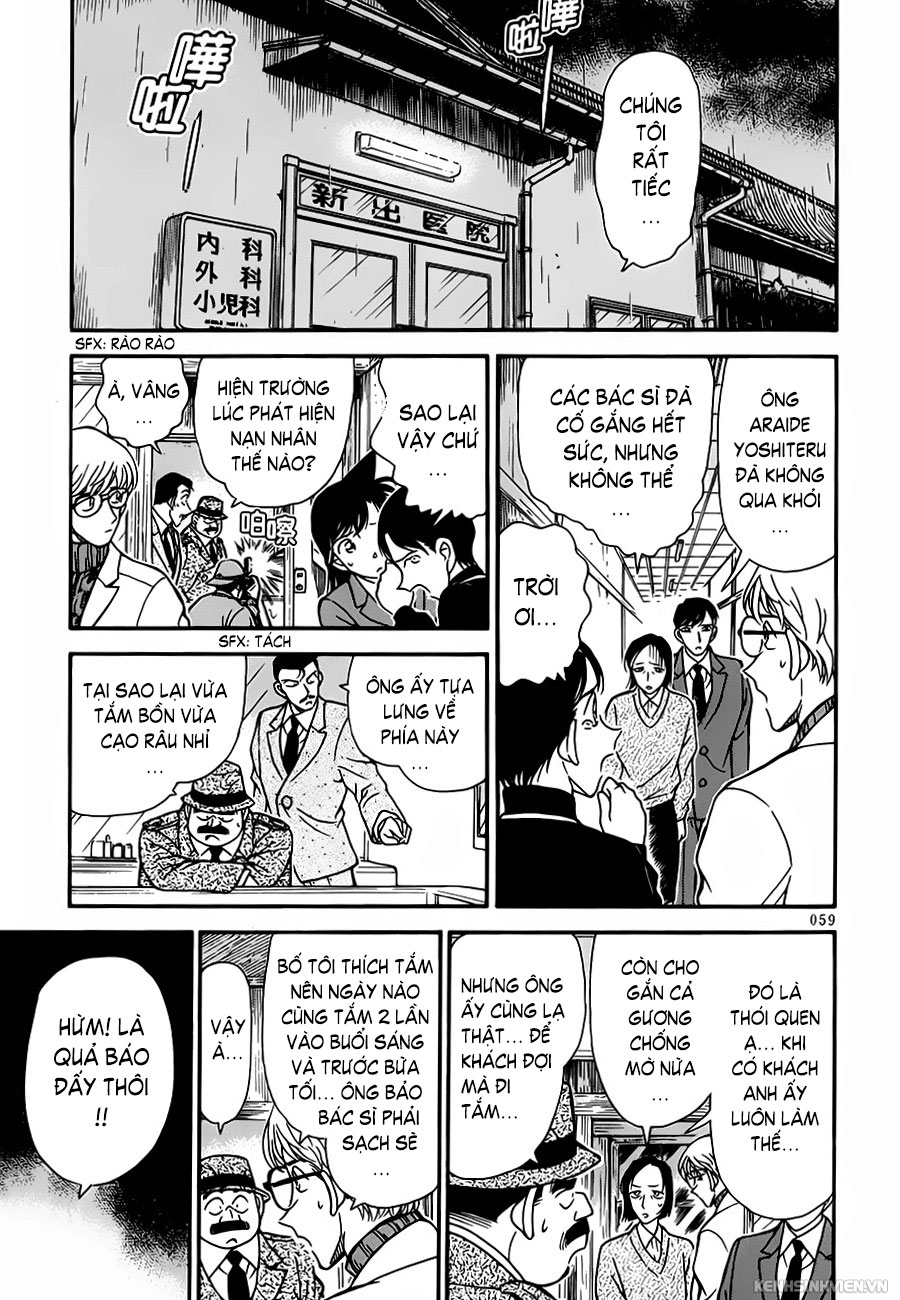 嘩啦
嘩啦
CHÚNG
TÔI
RẤT
TIẾC
...
新出医院
内科
外科
小児科
SFX: RÀO RÀO
ÔNG
ARAIDE
YOSHITERU
ĐÃ KHÔNG
QUA KHỎI
...
CÁC BÁC SĨ ĐÃ
CỐ GẮNG HẾT
SỨC, NHƯNG
KHÔNG THỂ
...
TRỜI
ƠI...
SAO LẠI
VẬY CHỨ
...
HIỆN TRƯỜNG
LÚC PHÁT HIỆN
NẠN NHÂN
THẾ NÀO?
À, VÂNG
...
咱嚓
SFX: TÁCH
ÔNG ẤY TỰA
LƯNG VỀ
PHÍA NÀY
...
TẠI SAO LẠI VỪA
TẮM BỒN VỪA
CẠO RÂU NHỈ
...
059
ĐÓ LÀ
THÓI QUEN
Ạ... KHI
CÓ KHÁCH
ANH ẤY
LUÔN LÀM
THẾ...
CÒN CHO
GẮN CẢ
GƯƠNG
CHỐNG
MỜ NỮA
...
NHƯNG ÔNG
ẤY CŨNG LẠ
THẬT... ĐỂ
KHÁCH ĐỢI
MÀ ĐI
TẮM...
BỐ TÔI THÍCH TẮM
NÊN NGÀY NÀO
CŨNG TẮM 2 LẦN
VÀO BUỔI SÁNG
VÀ TRƯỚC BỮA
TỐI... ÔNG BẢO
BÁC SĨ PHẢI
SẠCH SẼ
...
VẬY
À...
HỪM! LÀ
QUẢ BÁO
ĐẤY THÔI
!!
KENHSINHVIEN.VN